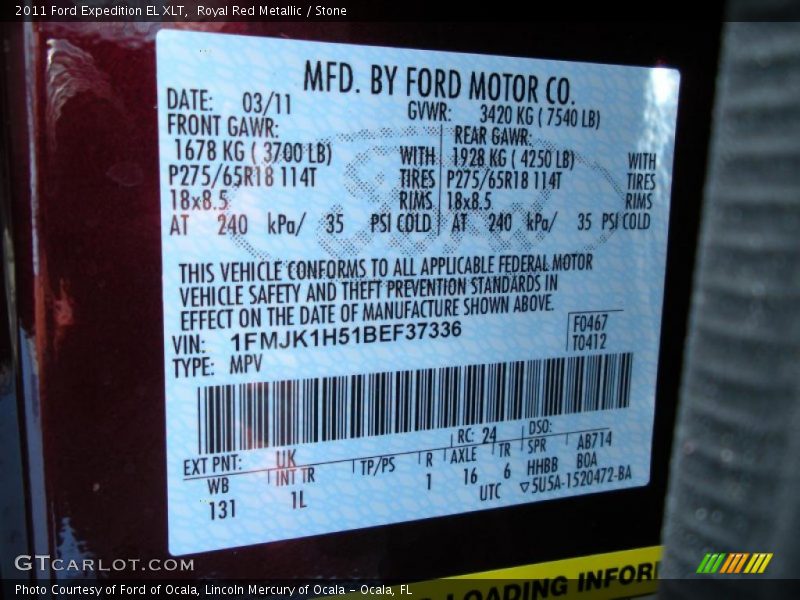 2011 Ford Expedition EL XLT, Royal Red Metallic / Stone
MFD. BY FORD MOTOR CO.
DATE: 03/11 GVWR: 3420 KG ( 7540 LB)
FRONT GAWR: REAR GAWR:
1678 KG ( 3700 LB) WITH 1928 KG ( 4250 LB) WITH
P275/65R18 114T TIRES P275/65R18 114T TIRES
18x8.5 RIMS 18x8.5 RIMS
AT 240 kPa/ 35 PSI COLD AT 240 kPa/ 35 PSI COLD
THIS VEHICLE CONFORMS TO ALL APPLICABLE FEDERAL MOTOR
VEHICLE SAFETY AND THEFT PREVENTION STANDARDS IN
EFFECT ON THE DATE OF MANUFACTURE SHOWN ABOVE.
VIN: 1FMJK1H51BEF37336 F0467
TYPE: MPV T0412
EXT PNT: UK RC: 24 DSO:
WB INT TR TP/PS R AXLE TR SPR AB714
131 1L 1 16 6 HHBB BOA
UTC ▽5U5A-1520472-BA
LOADING INFOR
GTCARLOT.COM
Photo Courtesy of Ford of Ocala, Lincoln Mercury of Ocala - Ocala, FL